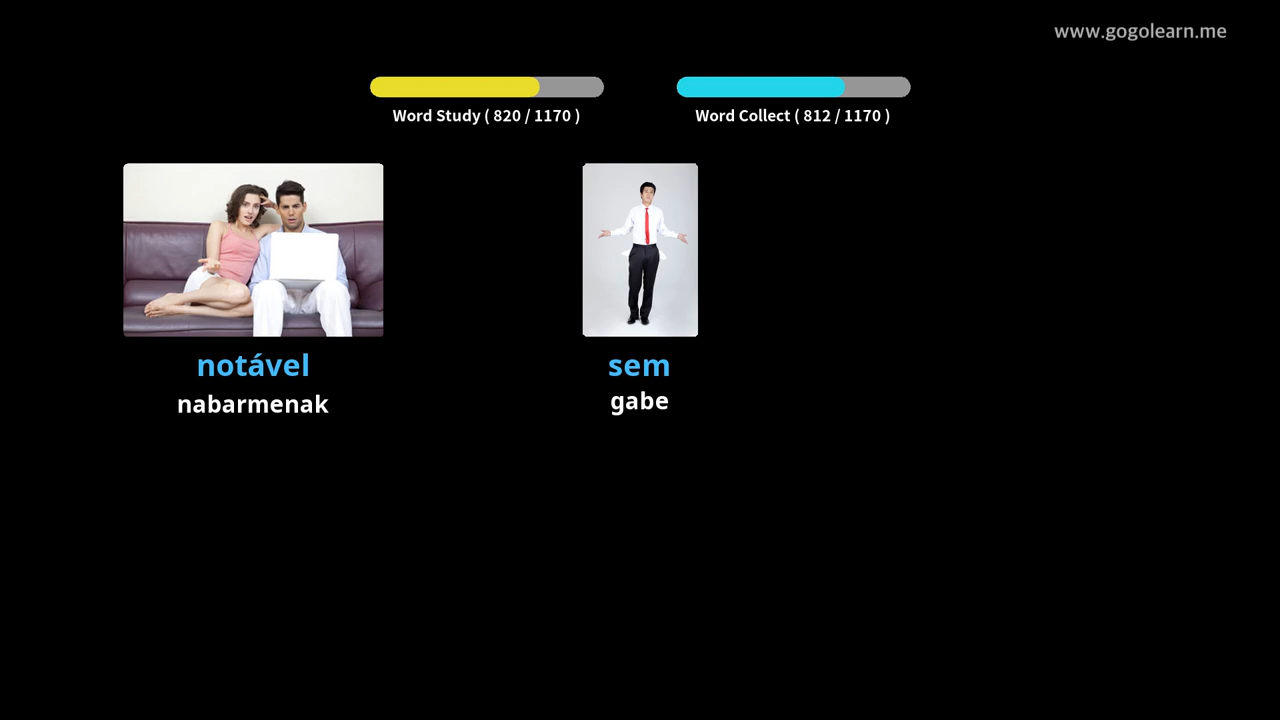 www.gogolearn.me
Word Study ( 820 / 1170 )
Word Collect ( 812 / 1170 )
notável
nabarmenak
sem
gabe